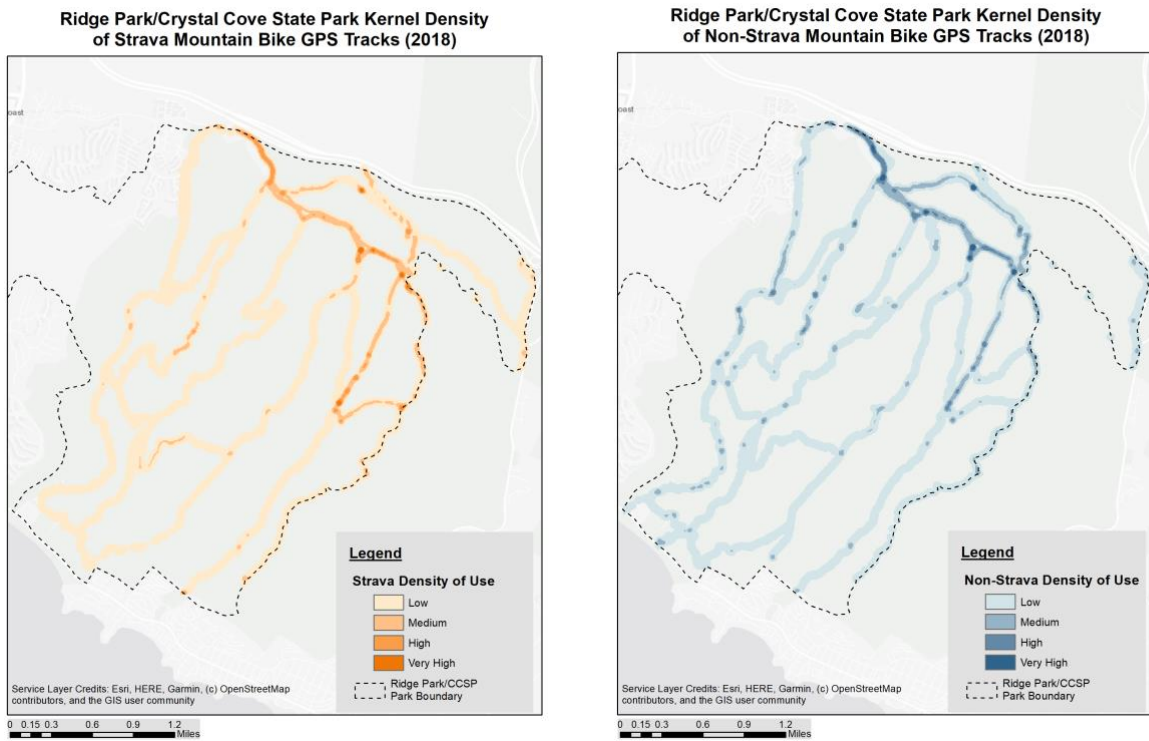 Ridge Park/Crystal Cove State Park Kernel Density
of Strava Mountain Bike GPS Tracks (2018)
oast
Legend
Strava Density of Use
Low
Medium
High
Very High
Ridge Park/CCSP
Park Boundary
Service Layer Credits: Esri, HERE, Garmin, (c) OpenStreetMap
contributors, and the GIS user community
0 0.15 0.3 0.6 0.9 1.2
Miles
Ridge Park/Crystal Cove State Park Kernel Density
of Non-Strava Mountain Bike GPS Tracks (2018)
oast
Legend
Non-Strava Density of Use
Low
Medium
High
Very High
Ridge Park/CCSP
Park Boundary
Service Layer Credits: Esri, HERE, Garmin, (c) OpenStreetMap
contributors, and the GIS user community
0 0.15 0.3 0.6 0.9 1.2
Miles